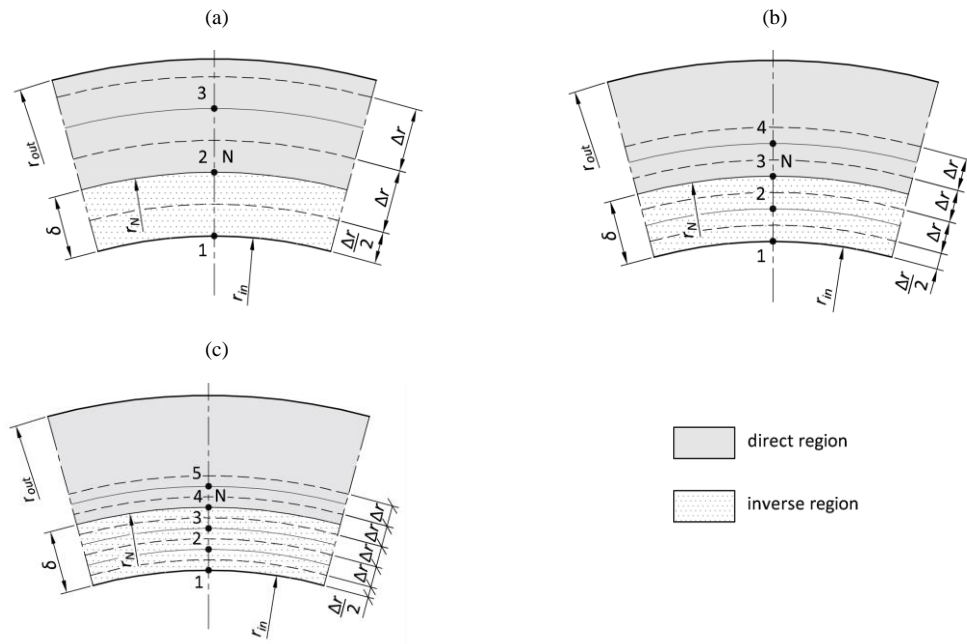 (a)
3
2 N
1
r_out
δ
r_N
r_in
Δr
Δr
Δr/2
(b)
4
3 N
2
1
r_out
δ
r_N
r_in
Δr
Δr
Δr
Δr/2
(c)
5
4 N
3
2
1
r_out
δ
r_N
r_in
Δr
Δr
Δr
Δr
Δr/2
direct region
inverse region